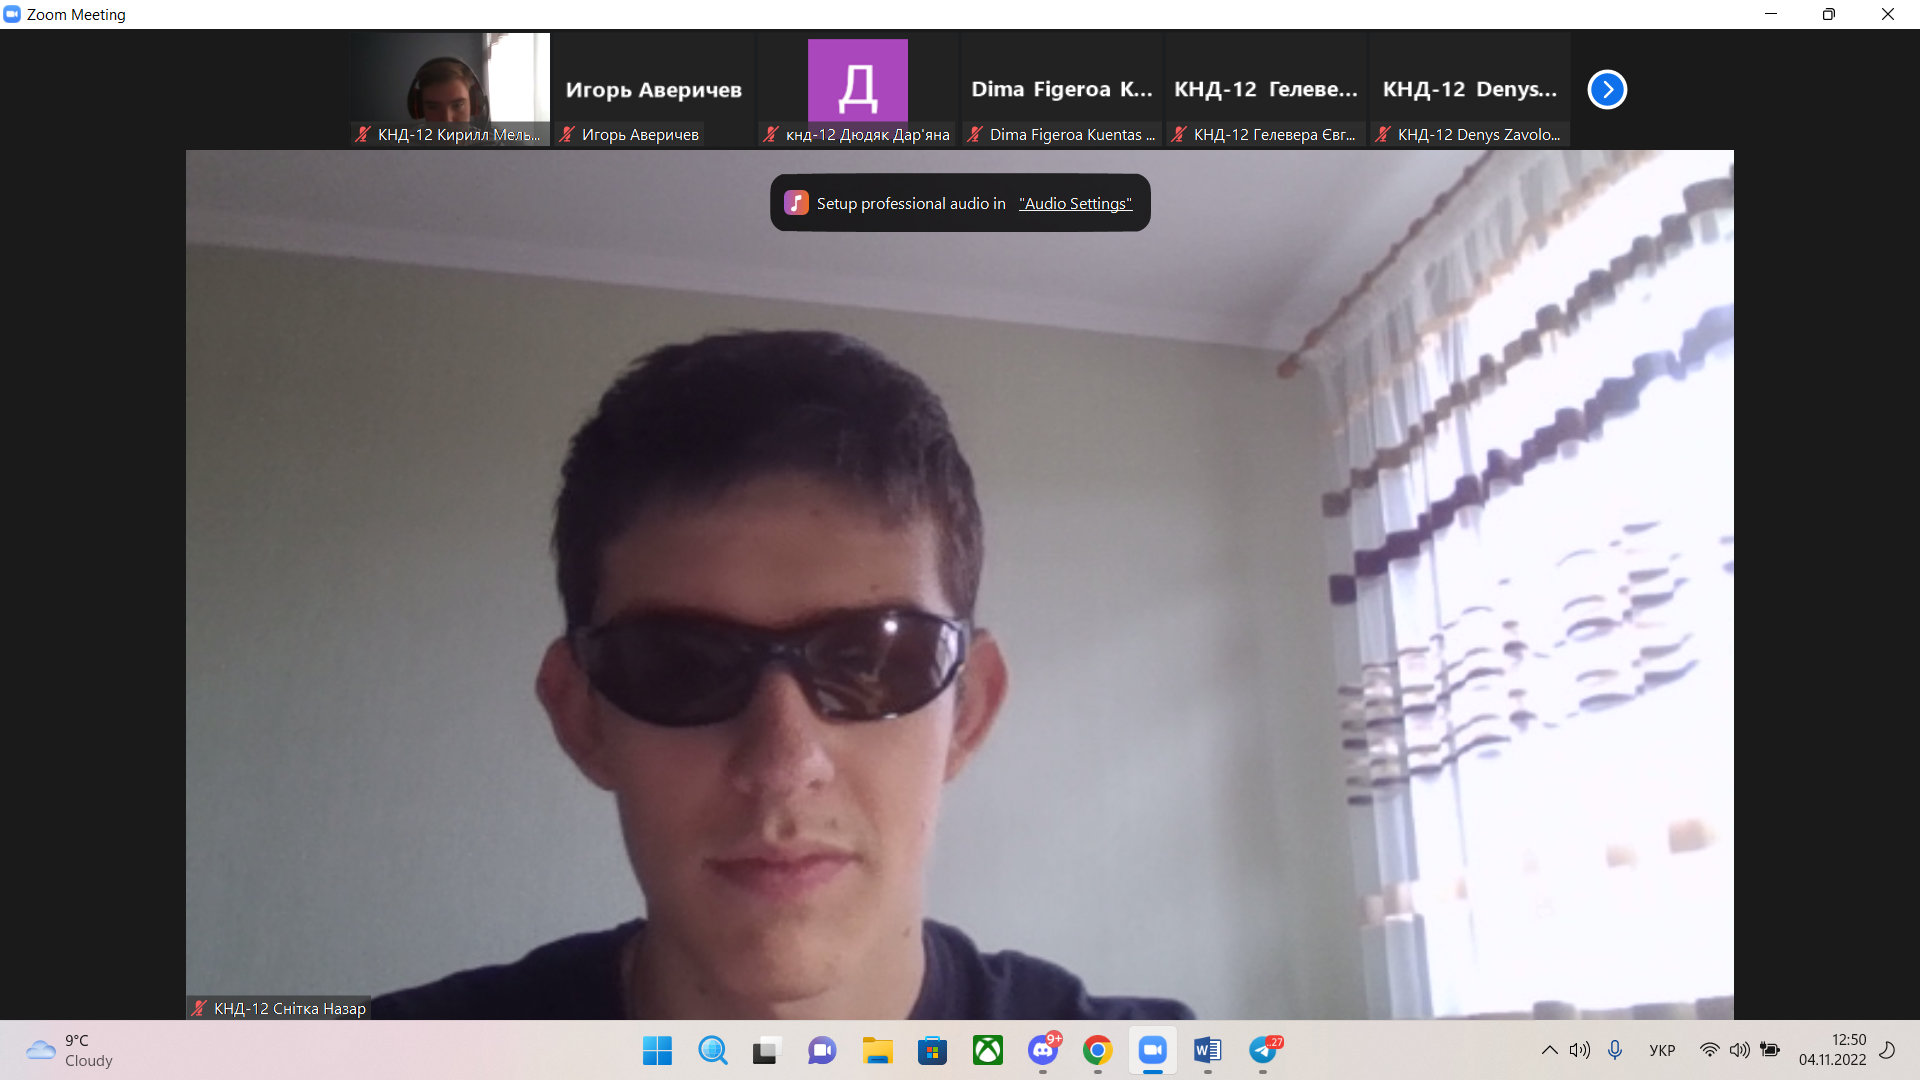 Zoom Meeting
Игорь Аверичев
Д
Dima Figeroa K...
КНД-12 Гелеве...
КНД-12 Denys...
КНД-12 Кирилл Мель...
Игорь Аверичев
кнд-12 Дюдяк Дар'яна
Dima Figeroa Kuentas ...
КНД-12 Гелевера Євг...
КНД-12 Denys Zavolo...
Setup professional audio in "Audio Settings"
КНД-12 Снітка Назар
9°C
Cloudy
9+
27
УКР
12:50
04.11.2022